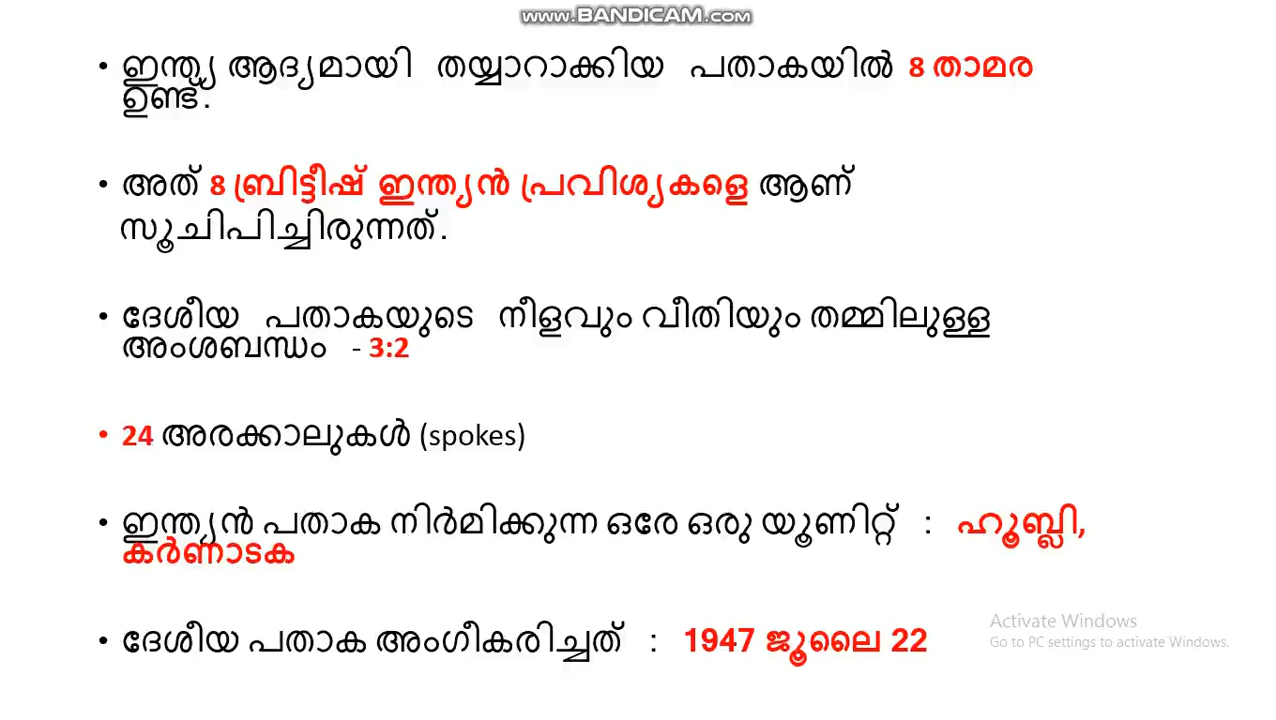 www.BANDICAM.com
• ഇന്ത്യ ആദ്യമായി തയ്യാറാക്കിയ പതാകയിൽ 8 താമര
ഉണ്ട്.
• അത് 8 ബ്രിട്ടീഷ് ഇന്ത്യൻ പ്രവിശ്യകളെ ആണ്
സൂചിപിച്ചിരുന്നത്.
• ദേശീയ പതാകയുടെ നീളവും വീതിയും തമ്മിലുള്ള
അംശബന്ധം - 3:2
• 24 അരക്കാലുകൾ (spokes)
• ഇന്ത്യൻ പതാക നിർമിക്കുന്ന ഒരേ ഒരു യൂണിറ്റ് : ഹൂബ്ലി,
കർണാടക
• ദേശീയ പതാക അംഗീകരിച്ചത് : 1947 ജൂലൈ 22
Activate Windows
Go to PC settings to activate Windows.